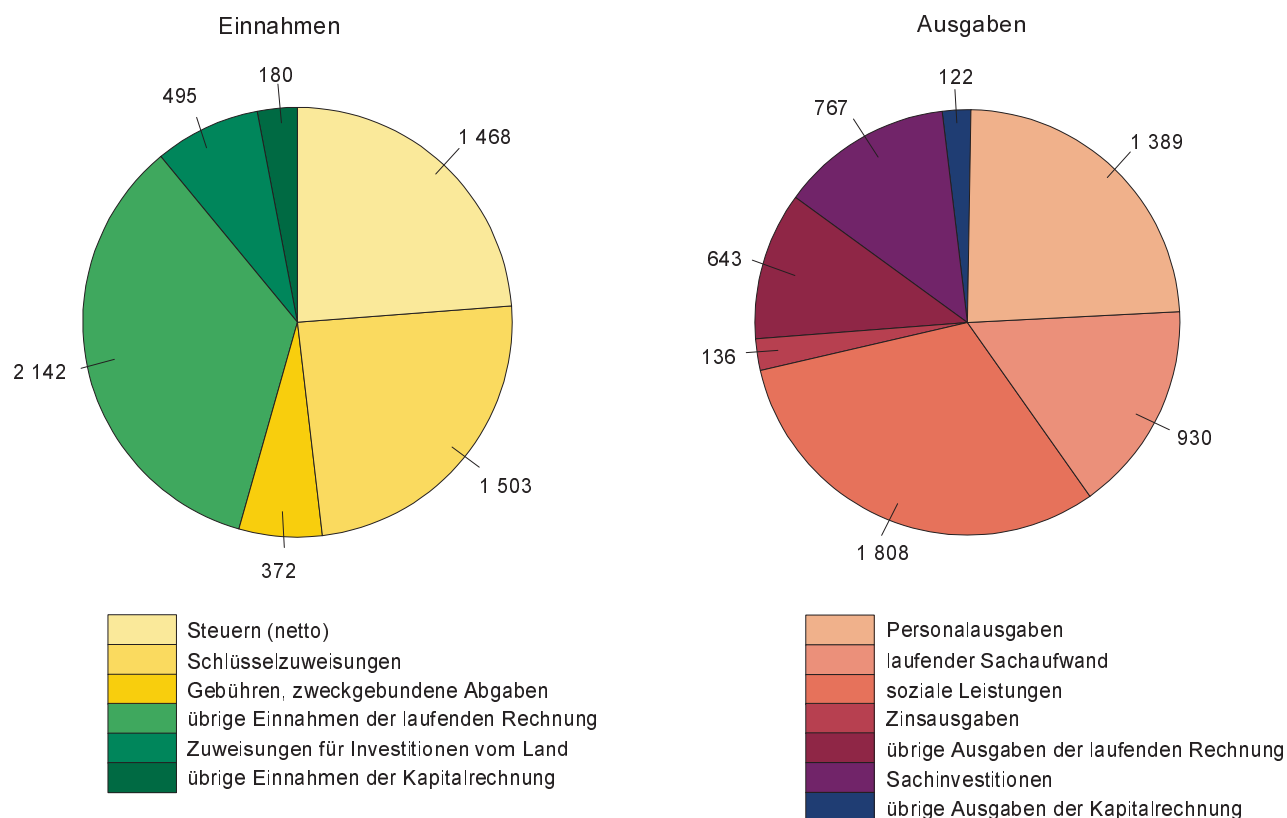 Einnahmen
180
495
1 468
2 142
1 503
372
Steuern (netto)
Schlüsselzuweisungen
Gebühren, zweckgebundene Abgaben
übrige Einnahmen der laufenden Rechnung
Zuweisungen für Investitionen vom Land
übrige Einnahmen der Kapitalrechnung
Ausgaben
122
767
1 389
643
136
930
1 808
Personalausgaben
laufender Sachaufwand
soziale Leistungen
Zinsausgaben
übrige Ausgaben der laufenden Rechnung
Sachinvestitionen
übrige Ausgaben der Kapitalrechnung